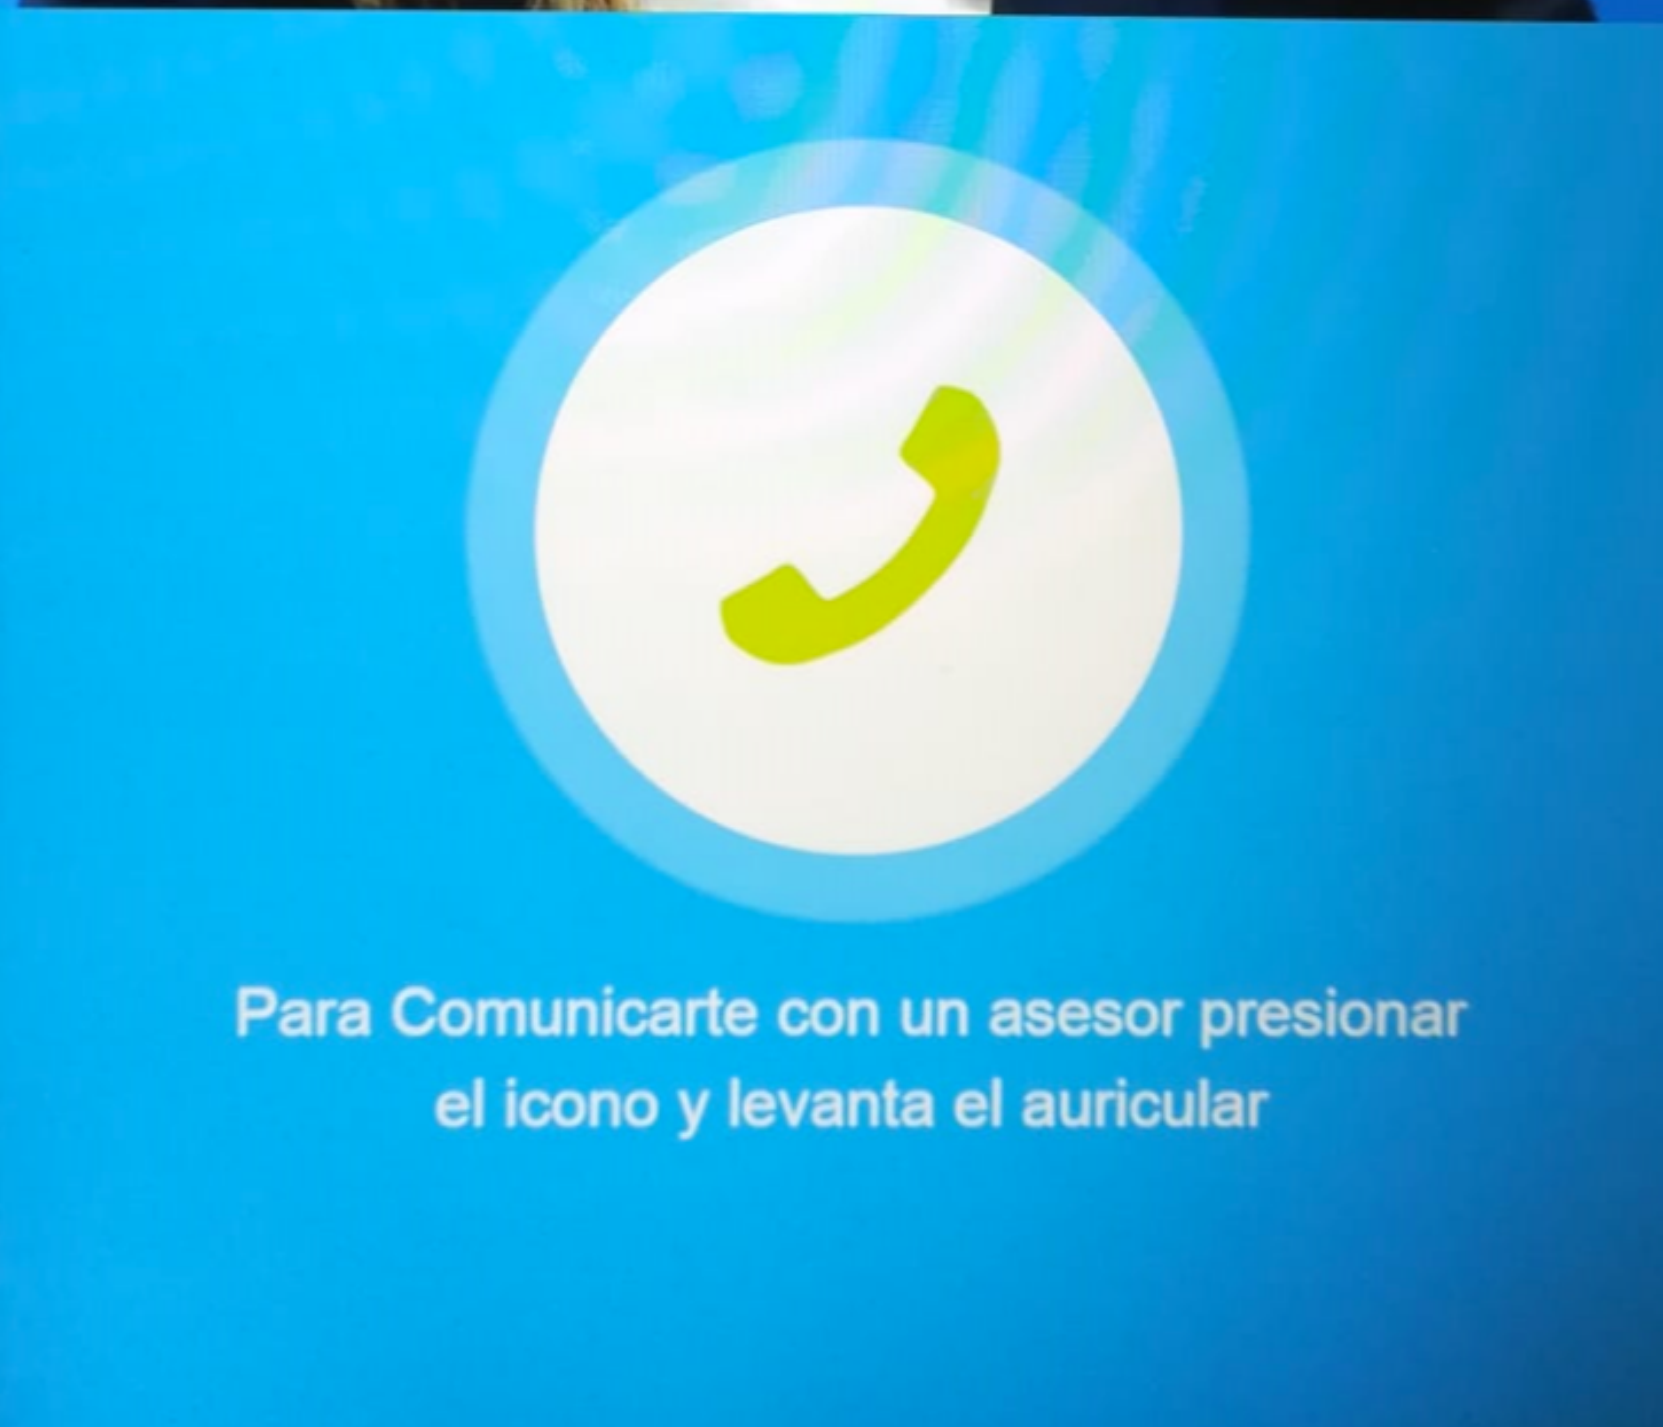 Para Comunicarte con un asesor presionar
el icono y levanta el auricular